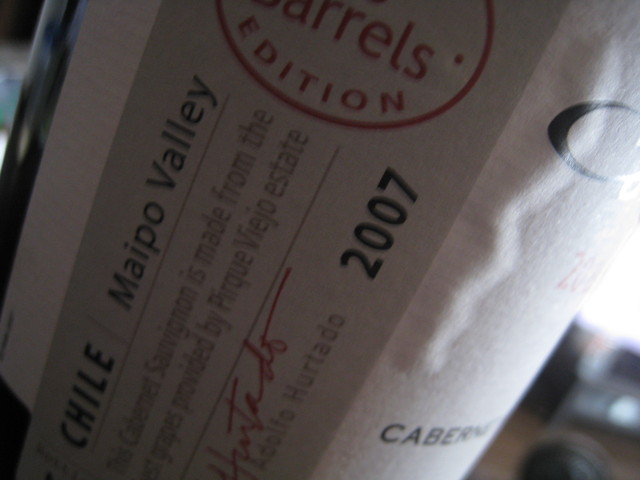 Barrels
EDITION
CHILE | Maipo Valley
This Cabernet Sauvignon is made from the
grapes provided by Pirque Viejo estate
2007
Hurtado
Adolfo Hurtado
CABERN